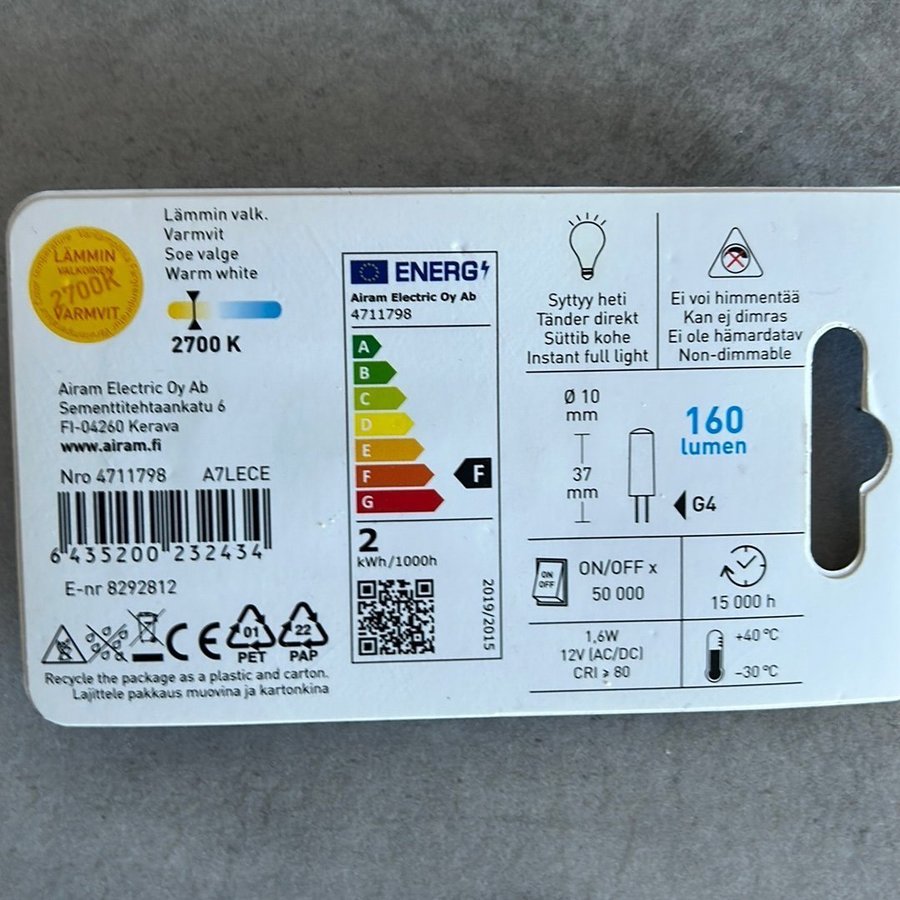 LÄMMIN
VALKOINEN
2700K
VARMVIT
Lämmin valk.
Varmvit
Soe valge
Warm white
2700 K
Airam Electric Oy Ab
Sementtitehtaankatu 6
FI-04260 Kerava
www.airam.fi
Nro 4711798 A7LECE
6 435200 232434
E-nr 8292812
CE
01
PET
22
PAP
Recycle the package as a plastic and carton.
Lajittele pakkaus muovina ja kartonkina
ENERG
Airam Electric Oy Ab
4711798
A
B
C
D
E
F
G
F
2
kWh/1000h
2019/2015
Syttyy heti
Tänder direkt
Süttib kohe
Instant full light
Ei voi himmentää
Kan ej dimras
Ei ole hämardatav
Non-dimmable
Ø 10
mm
37
mm
160
lumen
G4
ON
OFF
ON/OFF x
50 000
15 000 h
1,6W
12V (AC/DC)
CRI ⩾ 80
+40 °C
-30 °C